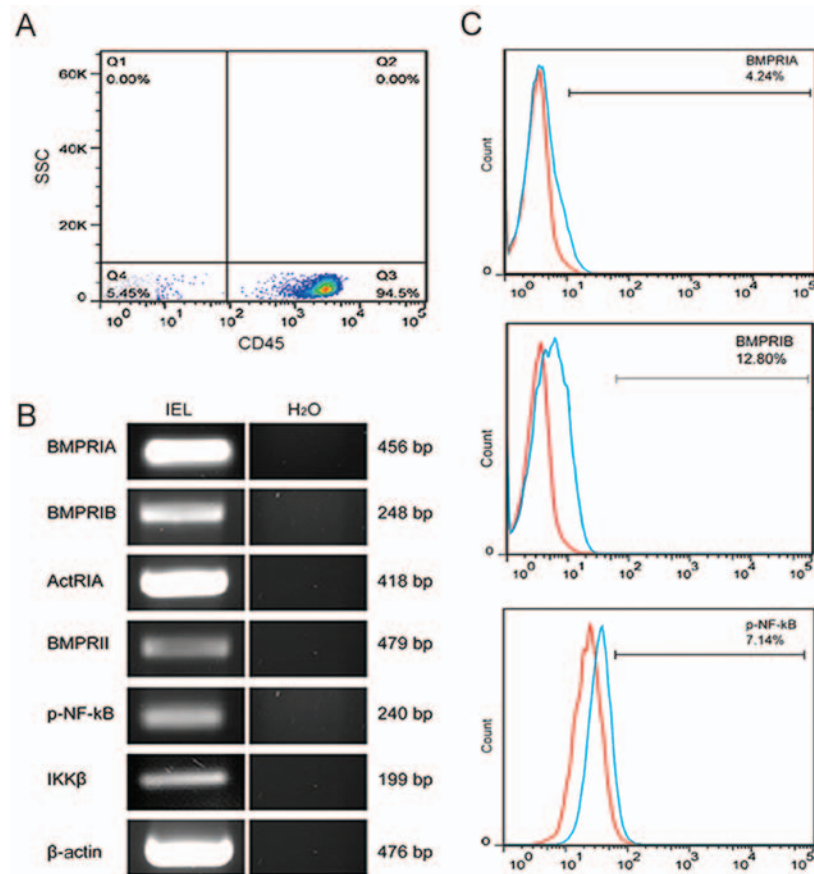 A
Q1
0.00%
Q2
0.00%
60K
40K
20K
0
SSC
Q4
5.45%
Q3
94.5%
10⁰ 10¹ 10² 10³ 10⁴ 10⁵
CD45
B
IEL H₂O
BMPRIA 456 bp
BMPRIB 248 bp
ActRIA 418 bp
BMPRII 479 bp
p-NF-kB 240 bp
IKKβ 199 bp
β-actin 476 bp
C
BMPRIA
4.24%
Count
0
10⁰ 10¹ 10² 10³ 10⁴ 10⁵
BMPRIB
12.80%
Count
0
10⁰ 10¹ 10² 10³ 10⁴ 10⁵
p-NF-kB
7.14%
Count
0
10⁰ 10¹ 10² 10³ 10⁴ 10⁵